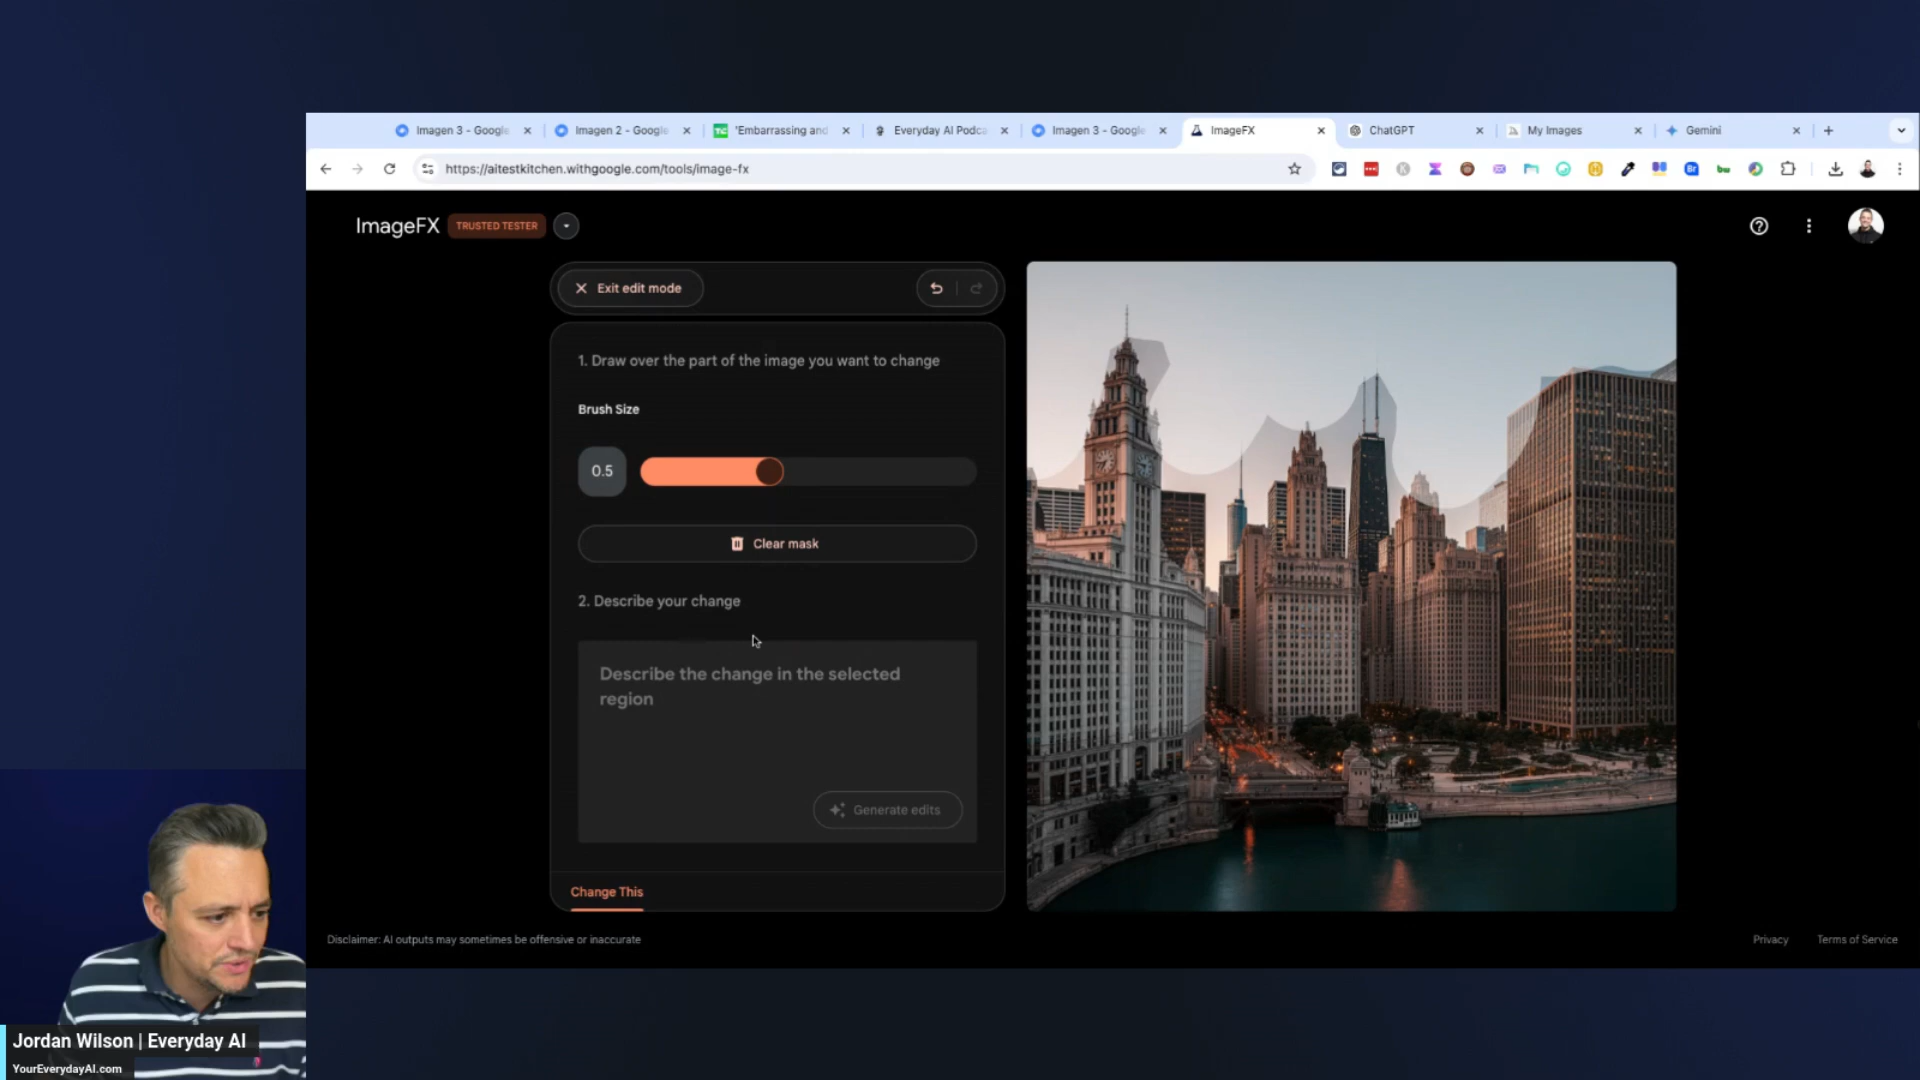 Imagen 3 - Google
Imagen 2 - Google
'Embarrassing and
Everyday AI Podca
Imagen 3 - Google
ImageFX
ChatGPT
My Images
Gemini
https://aitestkitchen.withgoogle.com/tools/image-fx
ImageFX
TRUSTED TESTER
Exit edit mode
1. Draw over the part of the image you want to change
Brush Size
0.5
Clear mask
2. Describe your change
Describe the change in the selected
region
Generate edits
Change This
Disclaimer: AI outputs may sometimes be offensive or inaccurate
Privacy
Terms of Service
Jordan Wilson | Everyday AI
YourEverydayAI.com